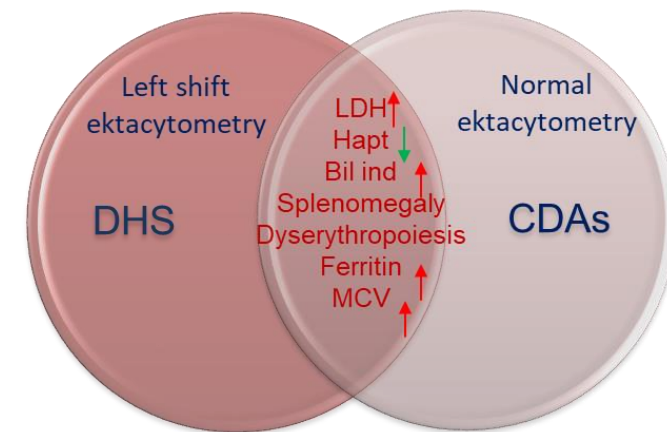 Left shift
ektacytometry
DHS
LDH
Hapt
Bil ind
Splenomegaly
Dyserythropoiesis
Ferritin
MCV
Normal
ektacytometry
CDAs